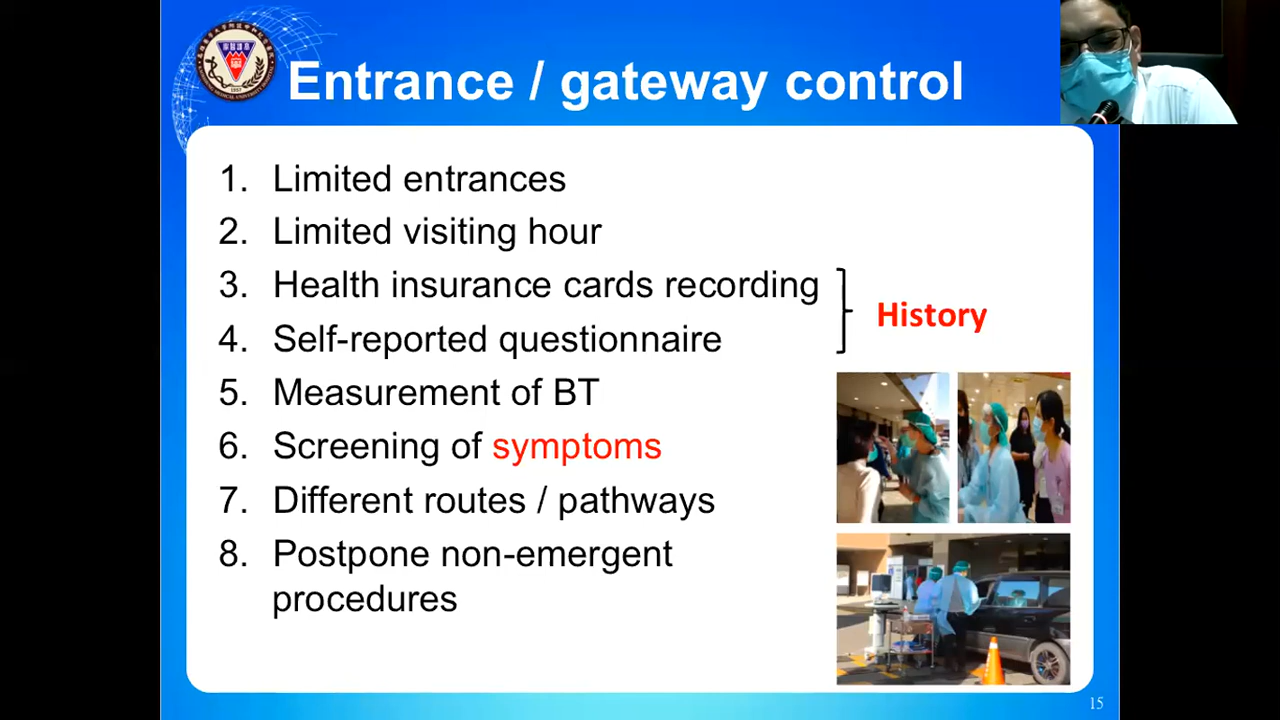 Entrance / gateway control
1. Limited entrances
2. Limited visiting hour
3. Health insurance cards recording
4. Self-reported questionnaire
History
5. Measurement of BT
6. Screening of symptoms
7. Different routes / pathways
8. Postpone non-emergent
procedures
15